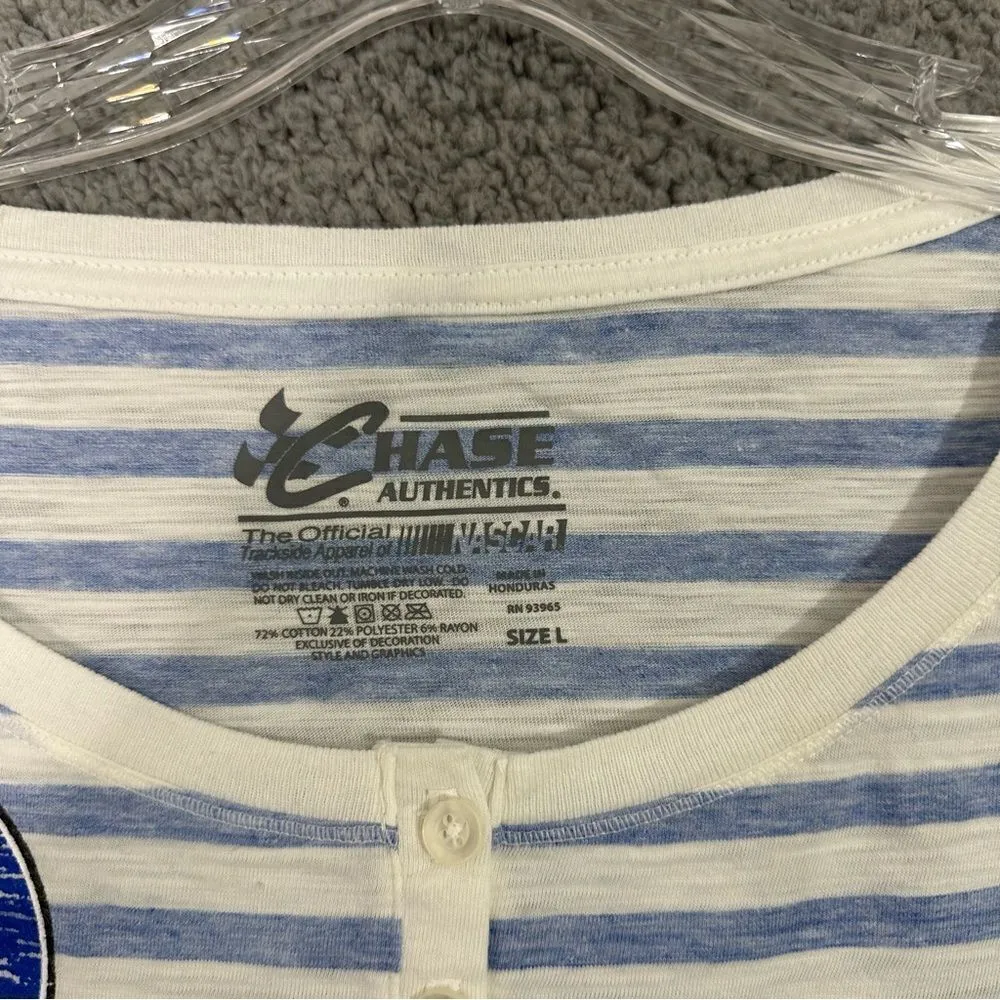 CHASE
AUTHENTICS®
The Official
Trackside Apparel of NASCAR
WASH INSIDE OUT. MACHINE WASH COLD.
DO NOT BLEACH. TUMBLE DRY LOW. DO
NOT DRY CLEAN OR IRON IF DECORATED.
72% COTTON 22% POLYESTER 6% RAYON
EXCLUSIVE OF DECORATION
STYLE AND GRAPHICS
MADE IN
HONDURAS
RN 93965
SIZE L